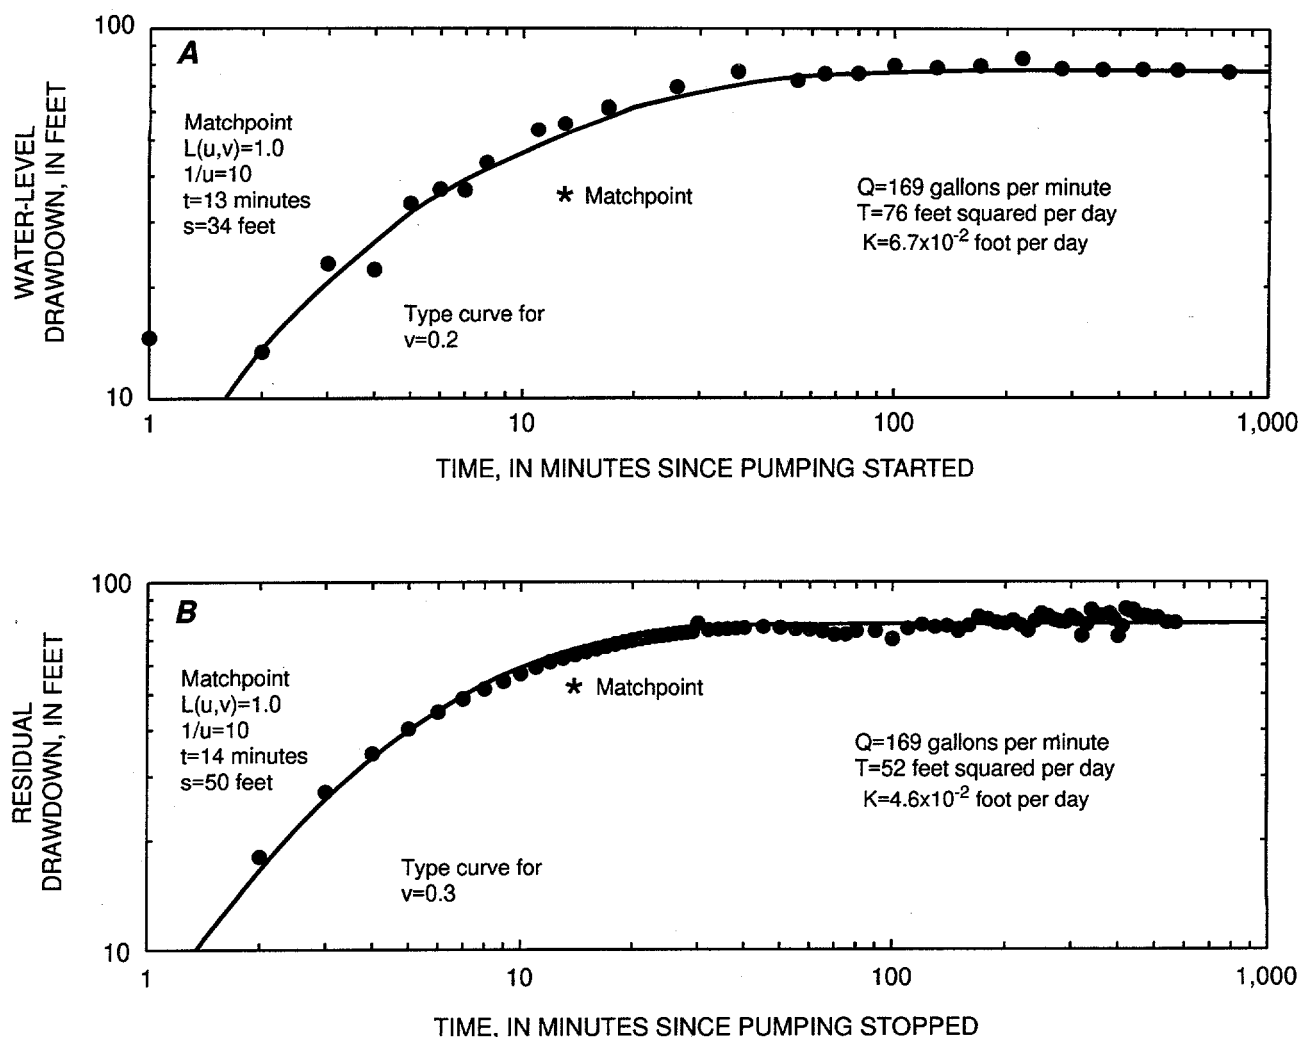 WATER-LEVEL
DRAWDOWN, IN FEET
100
10
A
Matchpoint
L(u,v)=1.0
1/u=10
t=13 minutes
s=34 feet
* Matchpoint
Q=169 gallons per minute
T=76 feet squared per day
K=6.7x10⁻² foot per day
Type curve for
v=0.2
1 10 100 1,000
TIME, IN MINUTES SINCE PUMPING STARTED
RESIDUAL
DRAWDOWN, IN FEET
100
10
B
Matchpoint
L(u,v)=1.0
1/u=10
t=14 minutes
s=50 feet
* Matchpoint
Q=169 gallons per minute
T=52 feet squared per day
K=4.6x10⁻² foot per day
Type curve for
v=0.3
1 10 100 1,000
TIME, IN MINUTES SINCE PUMPING STOPPED